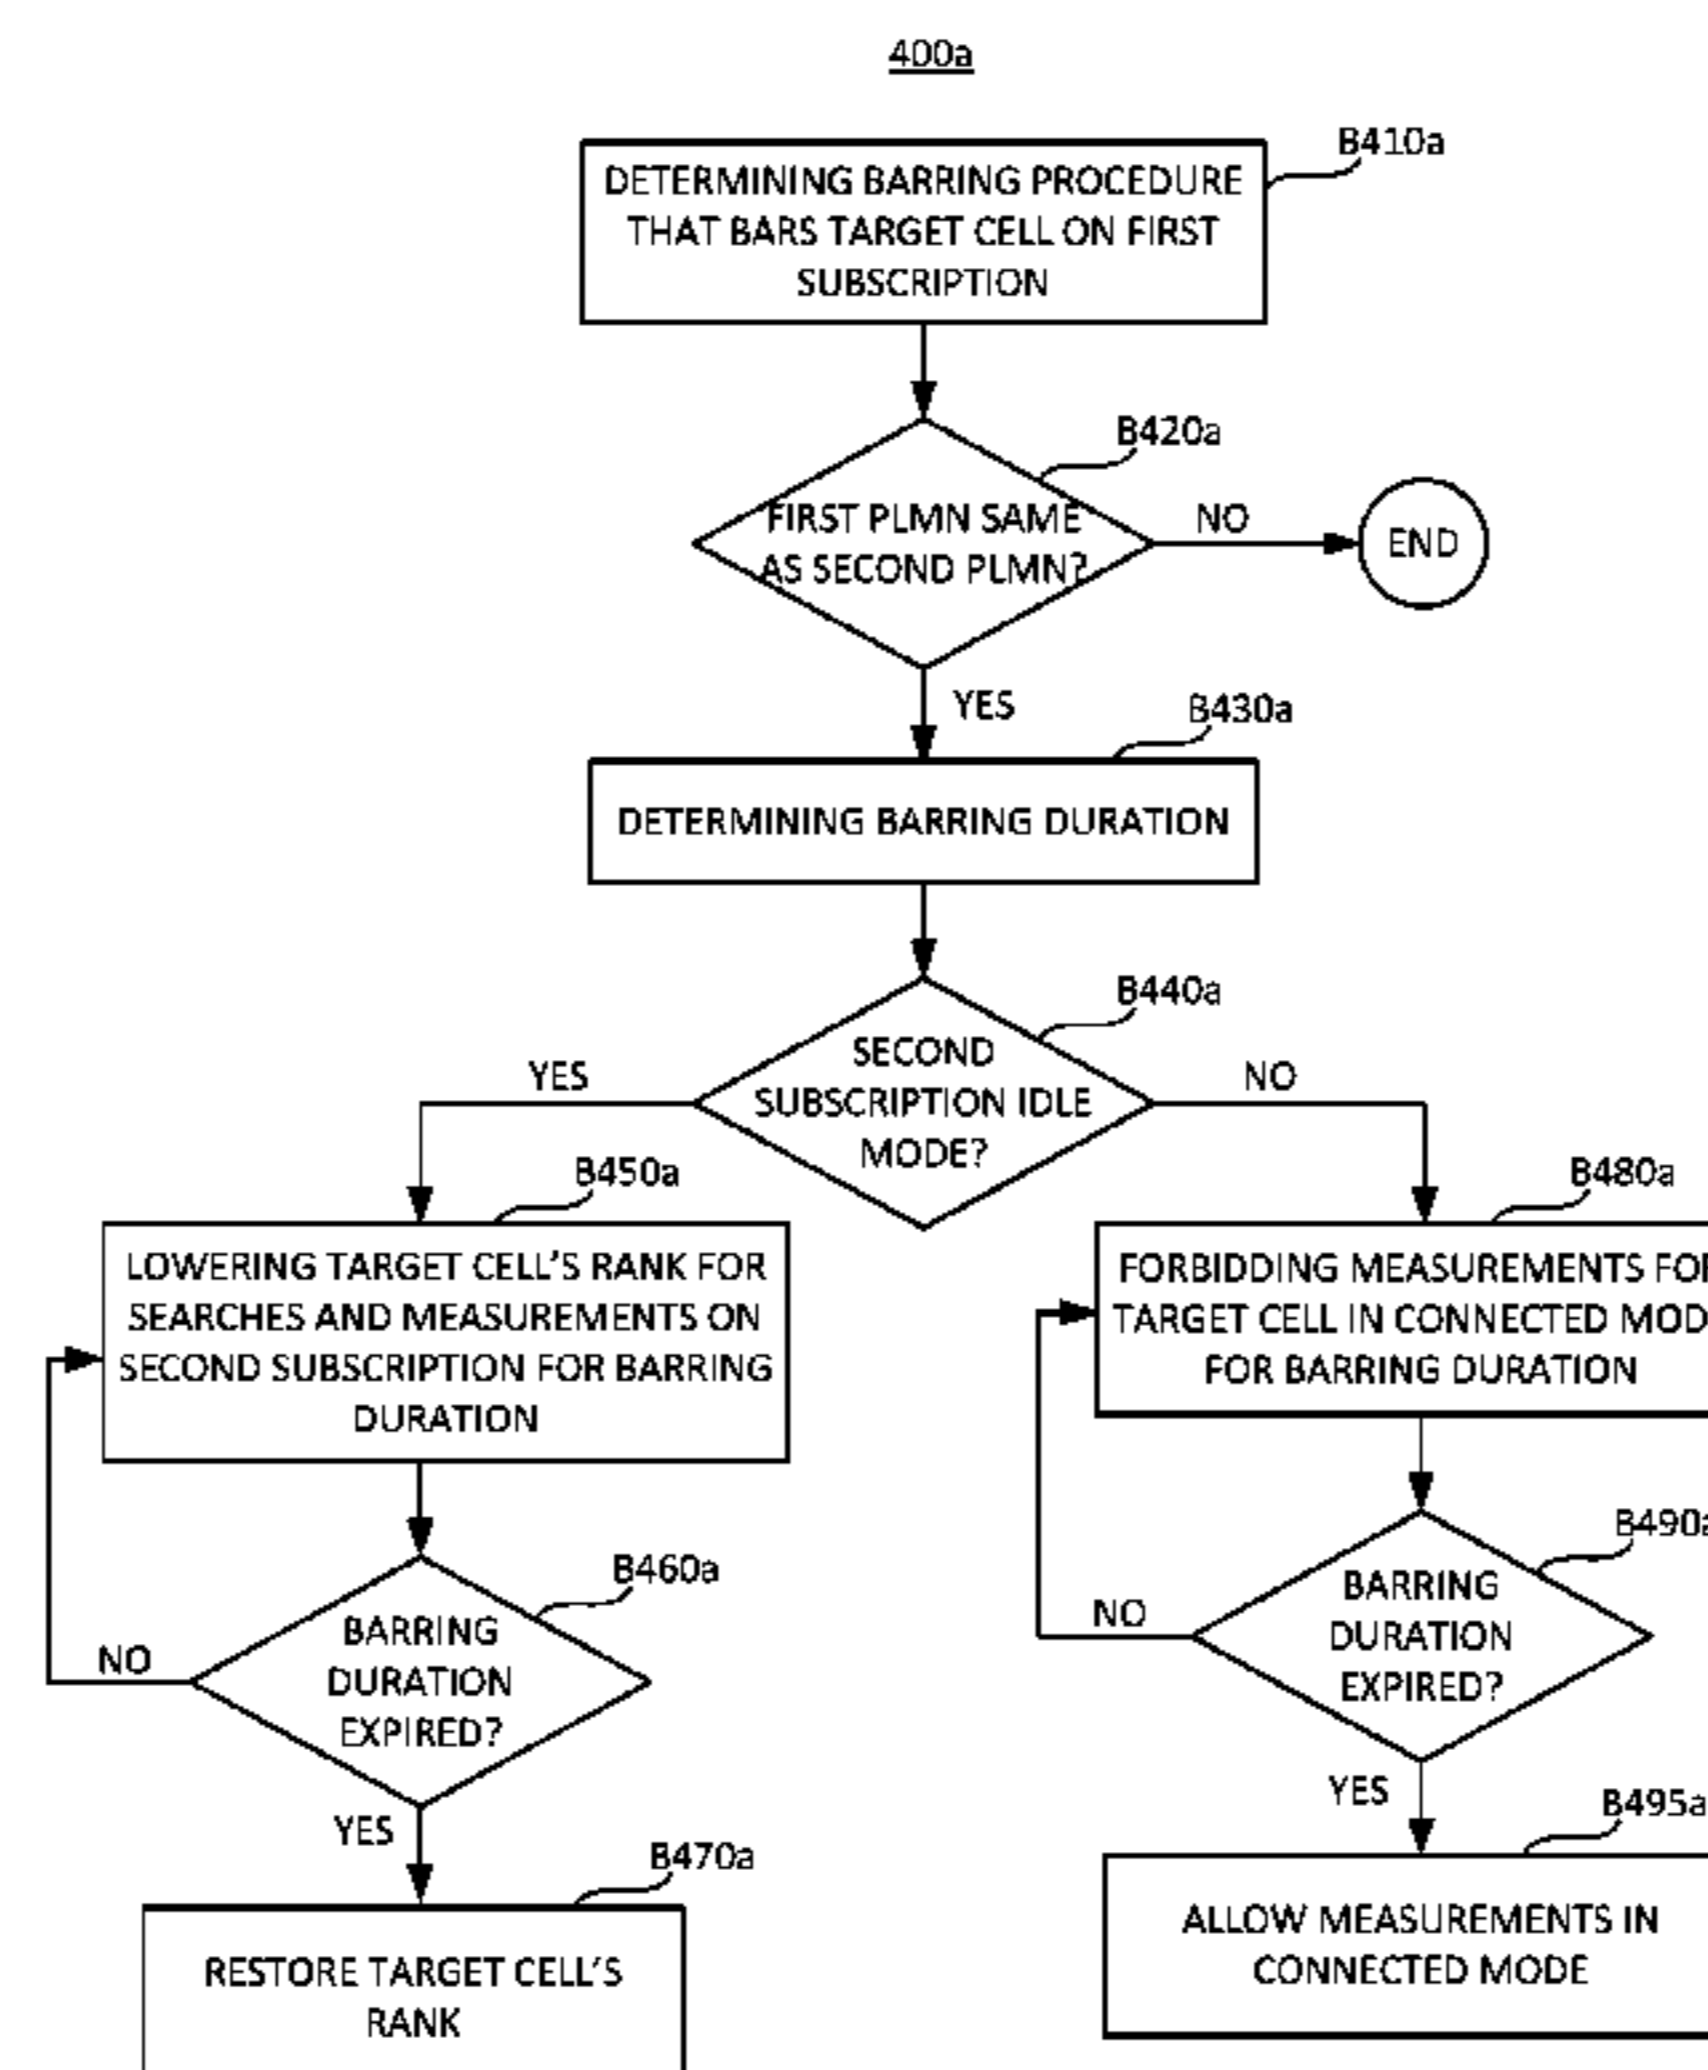 400a
B410a
DETERMINING BARRING PROCEDURE
THAT BARS TARGET CELL ON FIRST
SUBSCRIPTION
B420a
FIRST PLMN SAME
AS SECOND PLMN?
NO
END
YES
B430a
DETERMINING BARRING DURATION
B440a
SECOND
SUBSCRIPTION IDLE
MODE?
YES
NO
B450a
LOWERING TARGET CELL'S RANK FOR
SEARCHES AND MEASUREMENTS ON
SECOND SUBSCRIPTION FOR BARRING
DURATION
B480a
FORBIDDING MEASUREMENTS FOR
TARGET CELL IN CONNECTED MOD
FOR BARRING DURATION
B460a
BARRING
DURATION
EXPIRED?
NO
YES
B490a
BARRING
DURATION
EXPIRED?
NO
YES
B470a
RESTORE TARGET CELL'S
RANK
B495a
ALLOW MEASUREMENTS IN
CONNECTED MODE